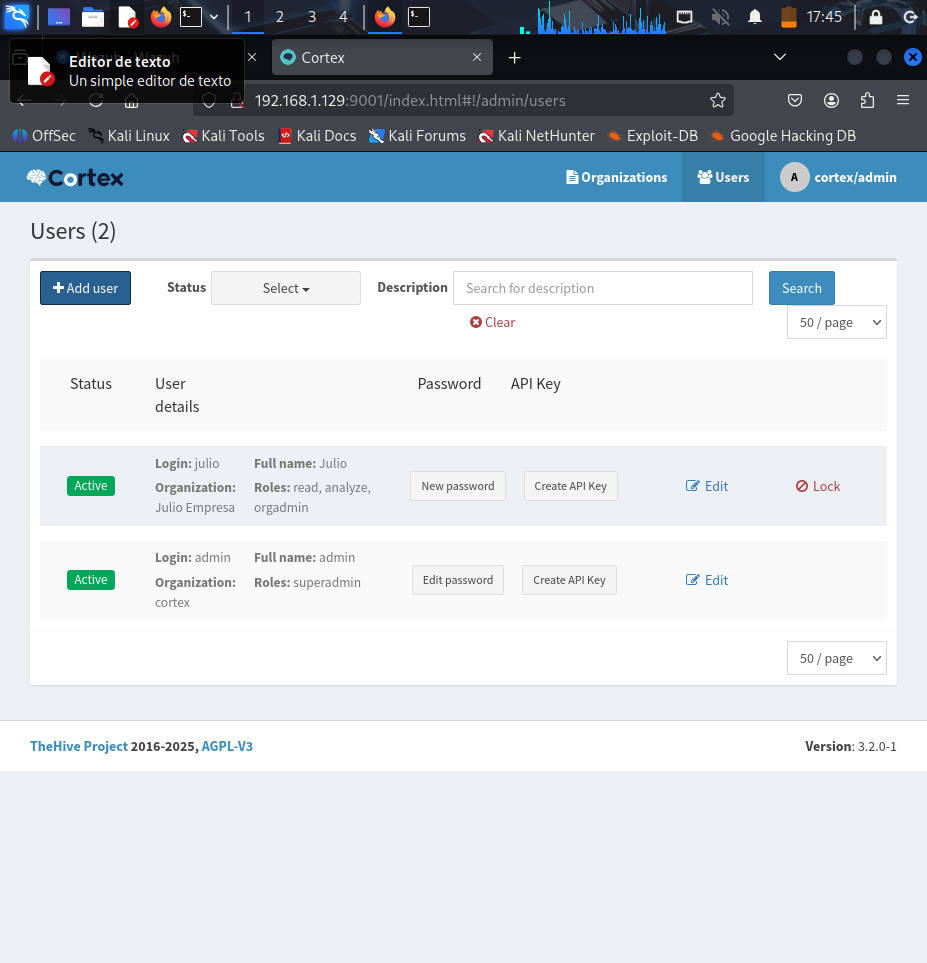 1 2 3 4 17:45
Editor de texto
Un simple editor de texto
Cortex
192.168.1.129:9001/index.html#!/admin/users
OffSec Kali Linux Kali Tools Kali Docs Kali Forums Kali NetHunter Exploit-DB Google Hacking DB
Cortex Organizations Users A cortex/admin
Users (2)
Add user Status Select Description Search for description Search
Clear 50 / page
Status User details Password API Key
Active Login: julio Full name: Julio
Organization: Julio Empresa Roles: read, analyze, orgadmin
New password Create API Key Edit Lock
Active Login: admin Full name: admin
Organization: cortex Roles: superadmin
Edit password Create API Key Edit
50 / page
TheHive Project 2016-2025, AGPL-V3 Version: 3.2.0-1